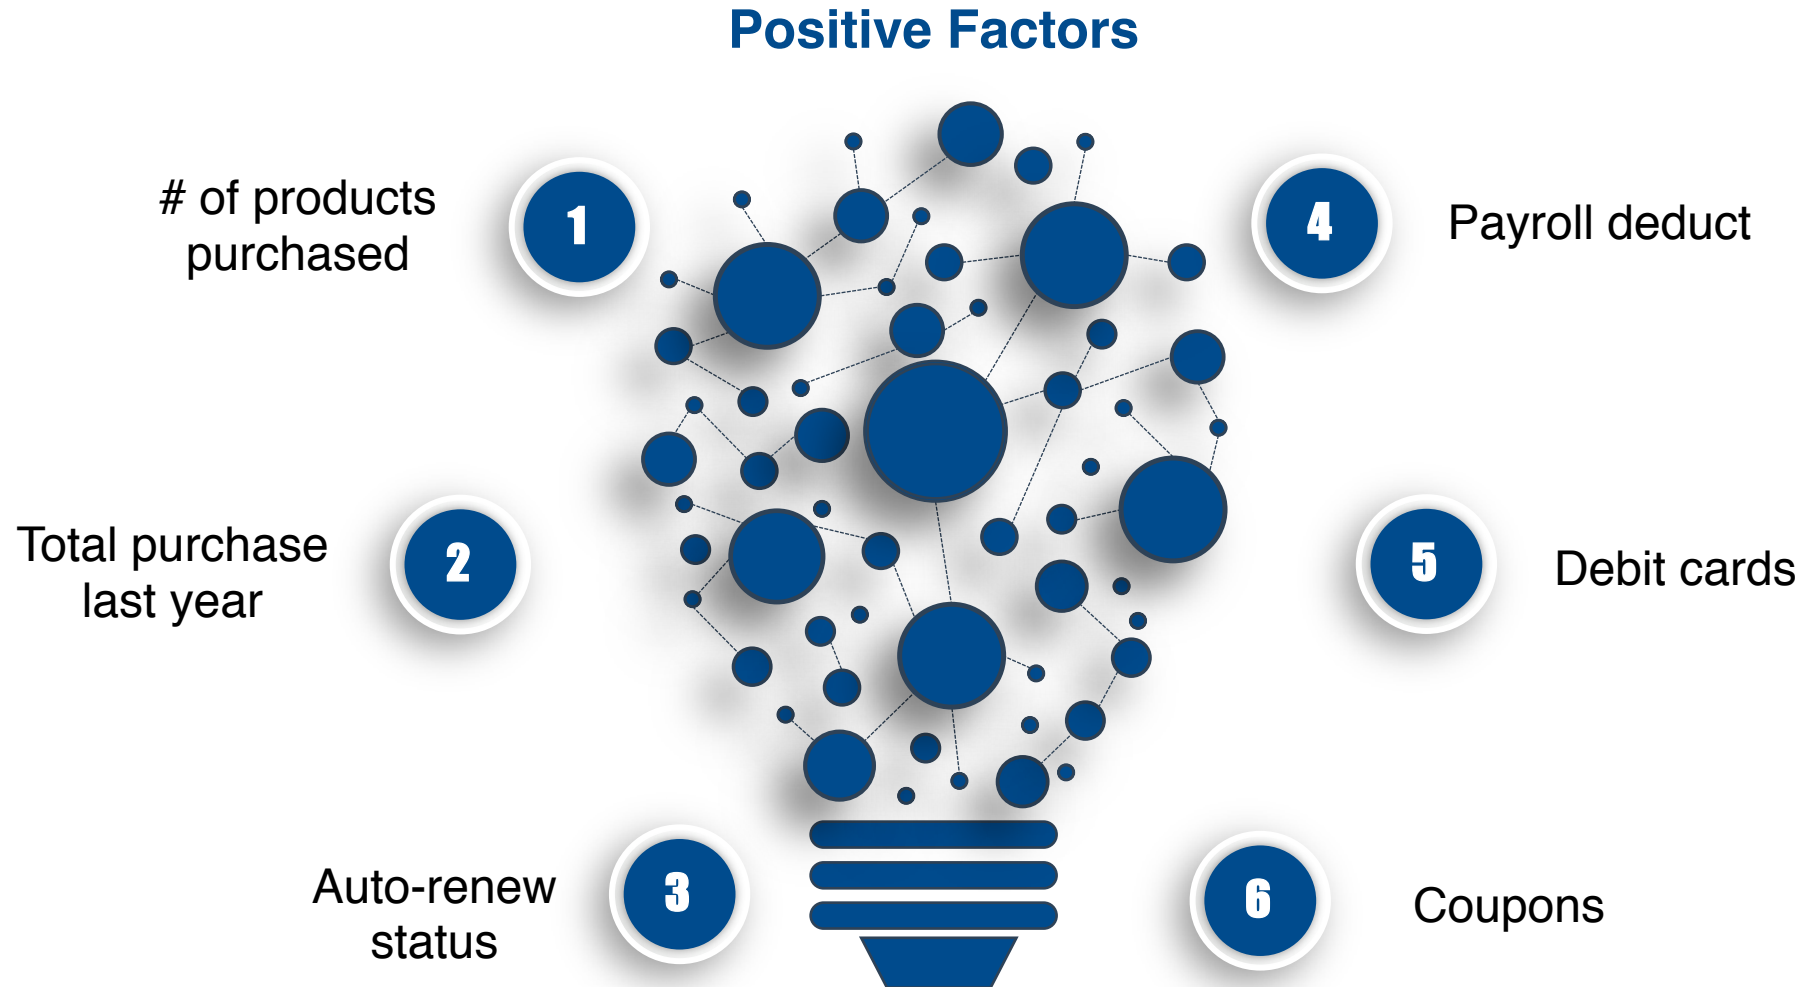 Positive Factors
1
# of products
purchased
2
Total purchase
last year
3
Auto-renew
status
4
Payroll deduct
5
Debit cards
6
Coupons